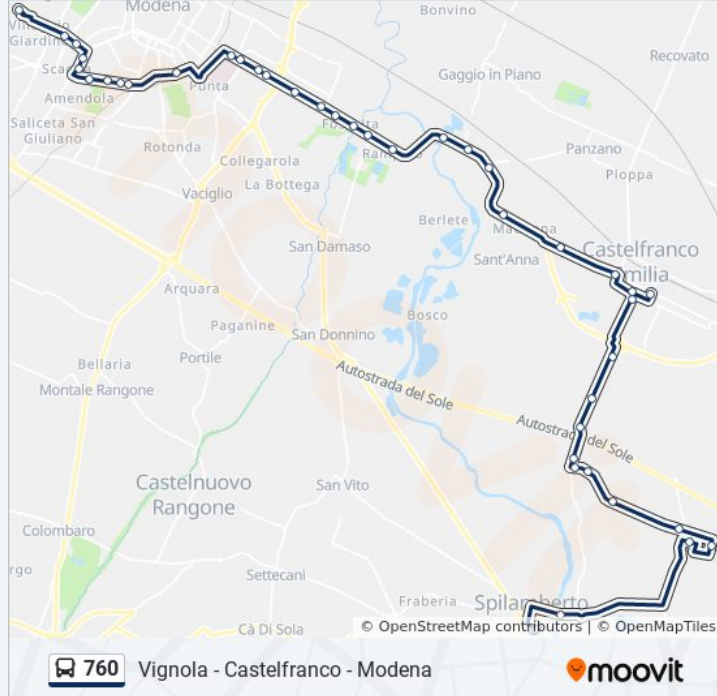 Modena
Bonvino
Recovato
Gaggio in Piano
Amendola
Punta
Saliceta San
Giuliano
Rotonda
Collegarola
La Bottega
Panzano
Pioppa
Vaciglio
Berlete
San Damaso
Sant'Anna
Castelfranco
Arquara
Bosco
Paganine
San Donnino
Portile
Bellaria
Montale Rangone
Autostrada del Sole
Autostrada del Sole
Castelnuovo
Rangone
San Vito
Colombaro
Settecani
Fraberia
Spilamberto
Cà Di Sola
© OpenStreetMap contributors | © OpenMapTiles
760
Vignola - Castelfranco - Modena
moovit